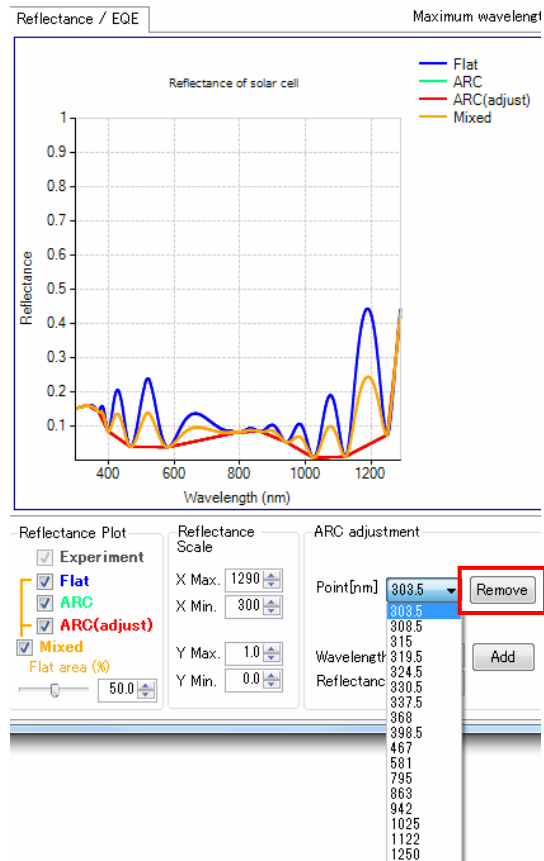 Reflectance / EQE
Maximum wavelengt
Flat
ARC
ARC(adjust)
Mixed
Reflectance of solar cell
1
0.9
0.8
0.7
0.6
0.5
0.4
0.3
0.2
0.1
Reflectance
400 600 800 1000 1200
Wavelength (nm)
Reflectance Plot
Experiment
Flat
ARC
ARC(adjust)
Mixed
Flat area (%)
50.0
Reflectance
Scale
X Max. 1290
X Min. 300
Y Max. 1.0
Y Min. 0.0
ARC adjustment
Point[nm] 303.5 Remove
Wavelength Add
Reflectanc
303.5
308.5
315
319.5
324.5
330.5
337.5
368
398.5
467
581
795
863
942
1025
1122
1250